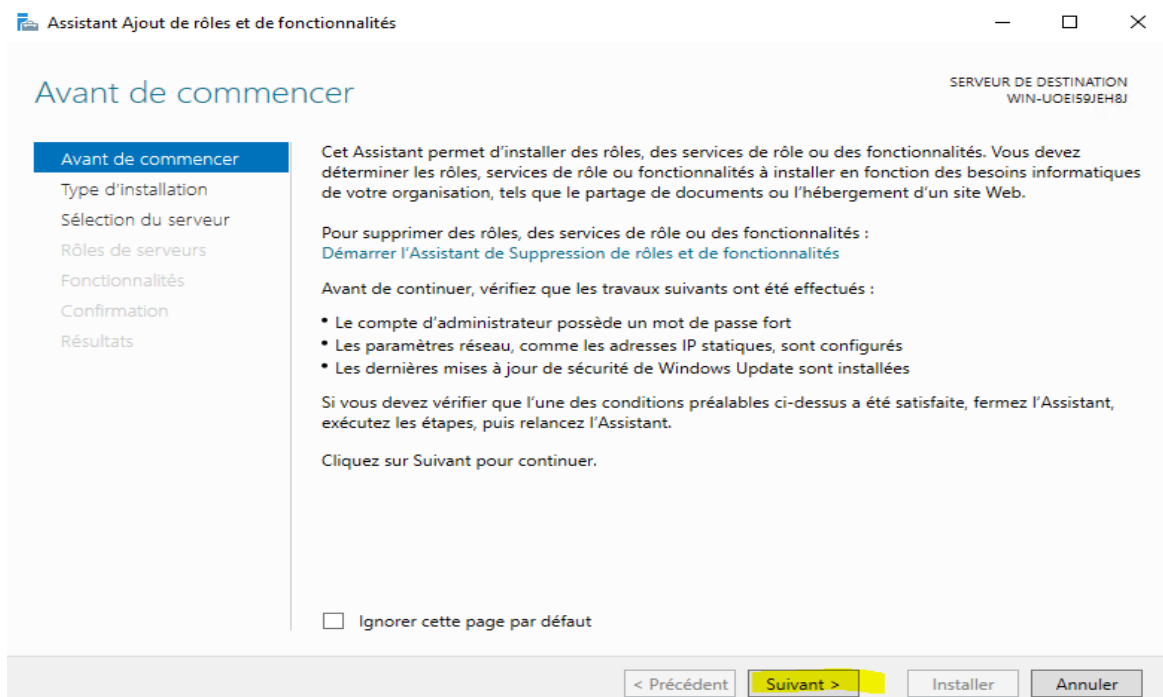 Assistant Ajout de rôles et de fonctionnalités
Avant de commencer
SERVEUR DE DESTINATION
WIN-UOEI59JEH8J
Avant de commencer
Type d'installation
Sélection du serveur
Rôles de serveurs
Fonctionnalités
Confirmation
Résultats
Cet Assistant permet d'installer des rôles, des services de rôle ou des fonctionnalités. Vous devez
déterminer les rôles, services de rôle ou fonctionnalités à installer en fonction des besoins informatiques
de votre organisation, tels que le partage de documents ou l'hébergement d'un site Web.
Pour supprimer des rôles, des services de rôle ou des fonctionnalités :
Démarrer l'Assistant de Suppression de rôles et de fonctionnalités
Avant de continuer, vérifiez que les travaux suivants ont été effectués :
• Le compte d'administrateur possède un mot de passe fort
• Les paramètres réseau, comme les adresses IP statiques, sont configurés
• Les dernières mises à jour de sécurité de Windows Update sont installées
Si vous devez vérifier que l'une des conditions préalables ci-dessus a été satisfaite, fermez l'Assistant,
exécutez les étapes, puis relancez l'Assistant.
Cliquez sur Suivant pour continuer.
Ignorer cette page par défaut
< Précédent
Suivant >
Installer
Annuler